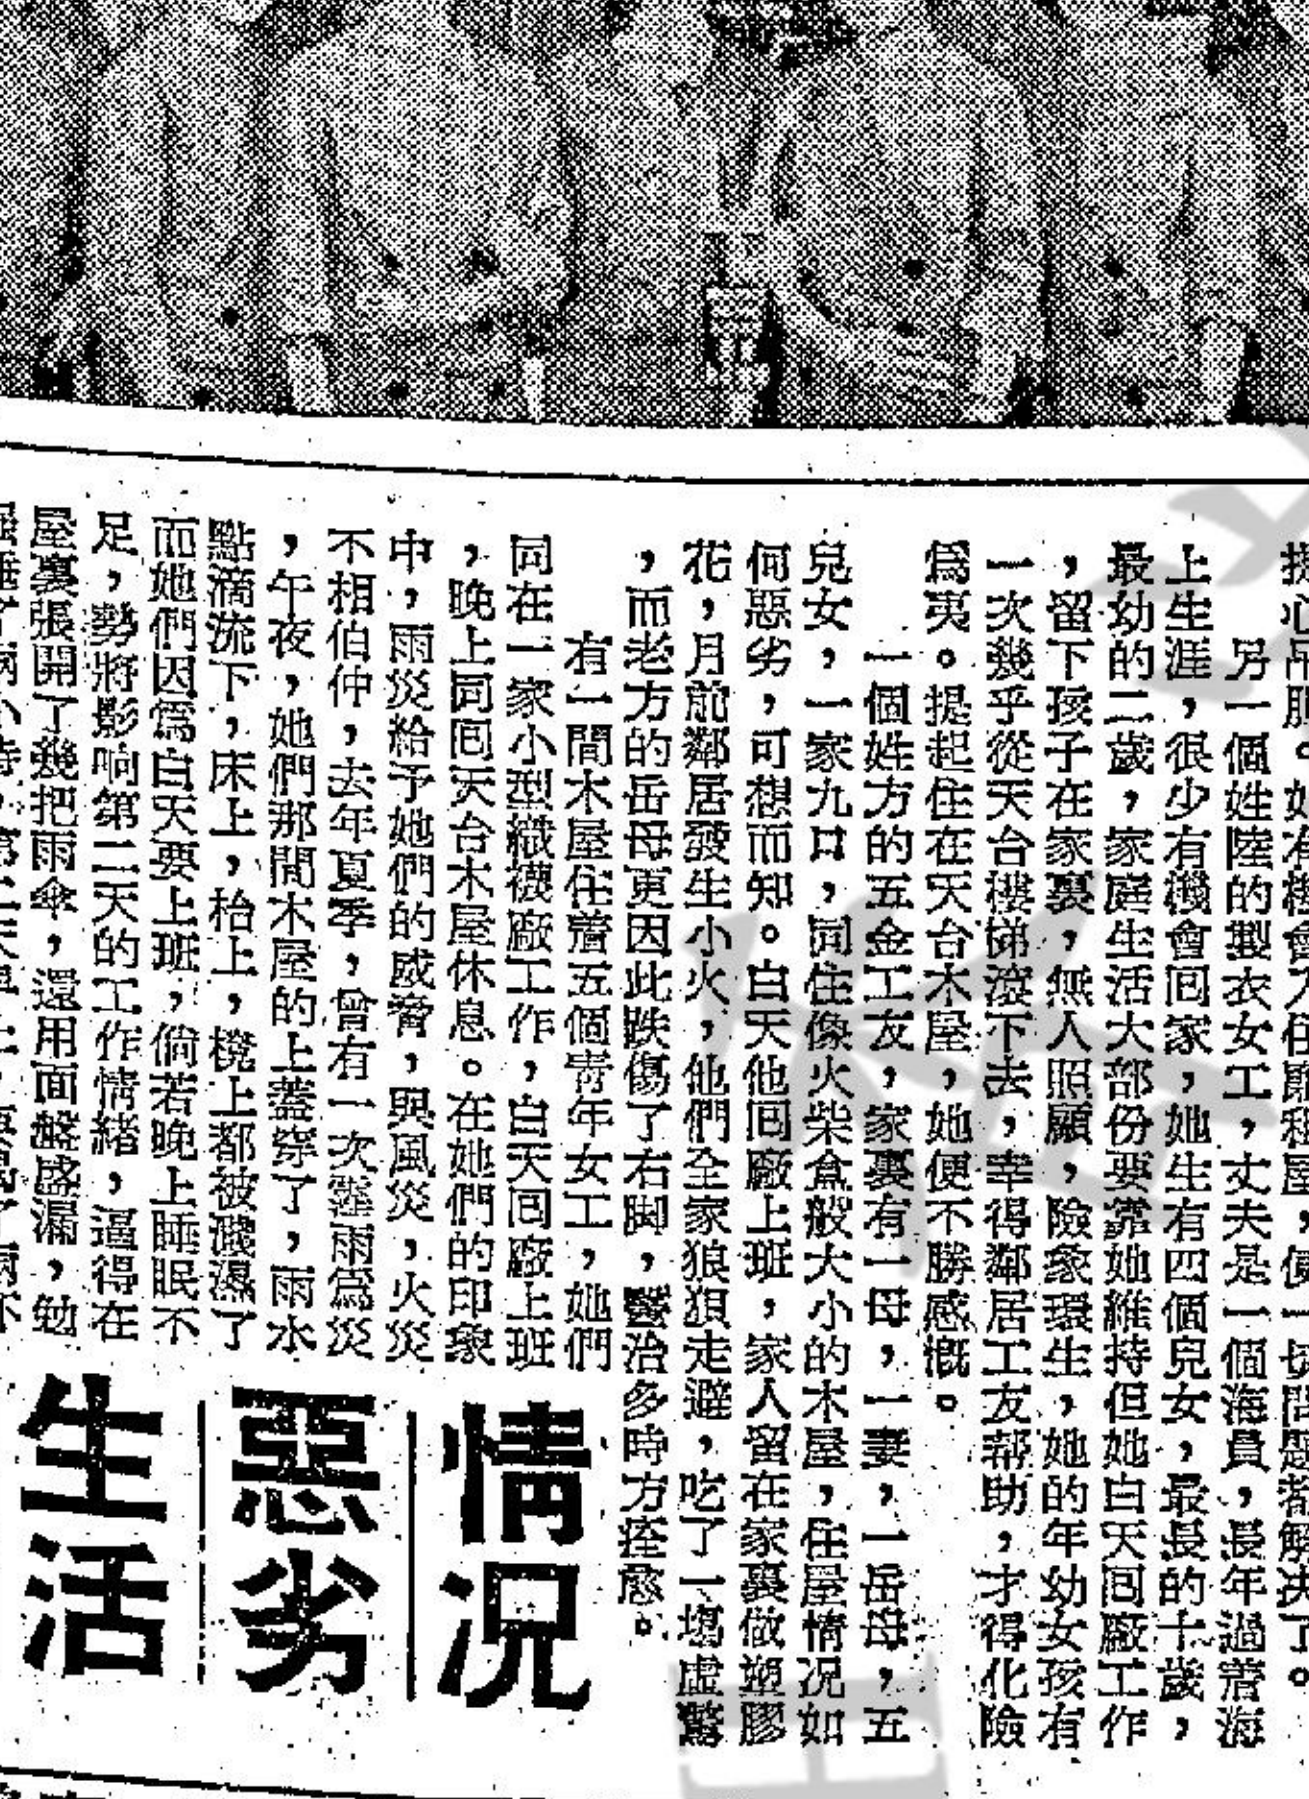 提心吊胆。如有機會入住廉租屋，便一切問題都解决了。
另一個姓陸的製衣女工，丈夫是一個海員，長年過着海
上生涯，很少有機會回家，她生有四個兒女，最長的十歲，
最幼的二歲，家庭生活大部份要靠她維持但她白天回廠工作
，留下孩子在家裏，無人照顧，險象環生，她的年幼女孩有
一次幾乎從天台樓梯滾下去，幸得鄰居工友帮助，才得化險
爲夷。提起住在天台木屋，她便不勝感慨。
一個姓方的五金工友，家裏有一母，一妻，一岳母，五
兒女，一家九口，同住像火柴盒般大小的木屋，住屋情况如
何惡劣，可想而知。白天他回廠上班，家人留在家裏做塑膠
花，月前鄰居發生小火，他們全家狼狽走避，吃了一塲虛驚
，而老方的岳母更因此跌傷了右脚，醫治多時方痊愈。
有一間木屋住着五個青年女工，她們
同在一家小型織襪廠工作，白天回廠上班
，晚上同回天台木屋休息。在她們的印象
中，雨災給予她們的威脅，與風災，火災
不相伯仲，去年夏季，曾有一次霪雨爲災
，午夜，她們那間木屋的上蓋穿了，雨水
點滴流下，床上，枱上，櫈上都被濺濕了
而她們因爲白天要上班，倘若晚上睡眠不
足，勢將影响第二天的工作情緒，逼得在
屋裏張開了幾把雨傘，還用面盤盛漏，勉
情况
惡劣
生活